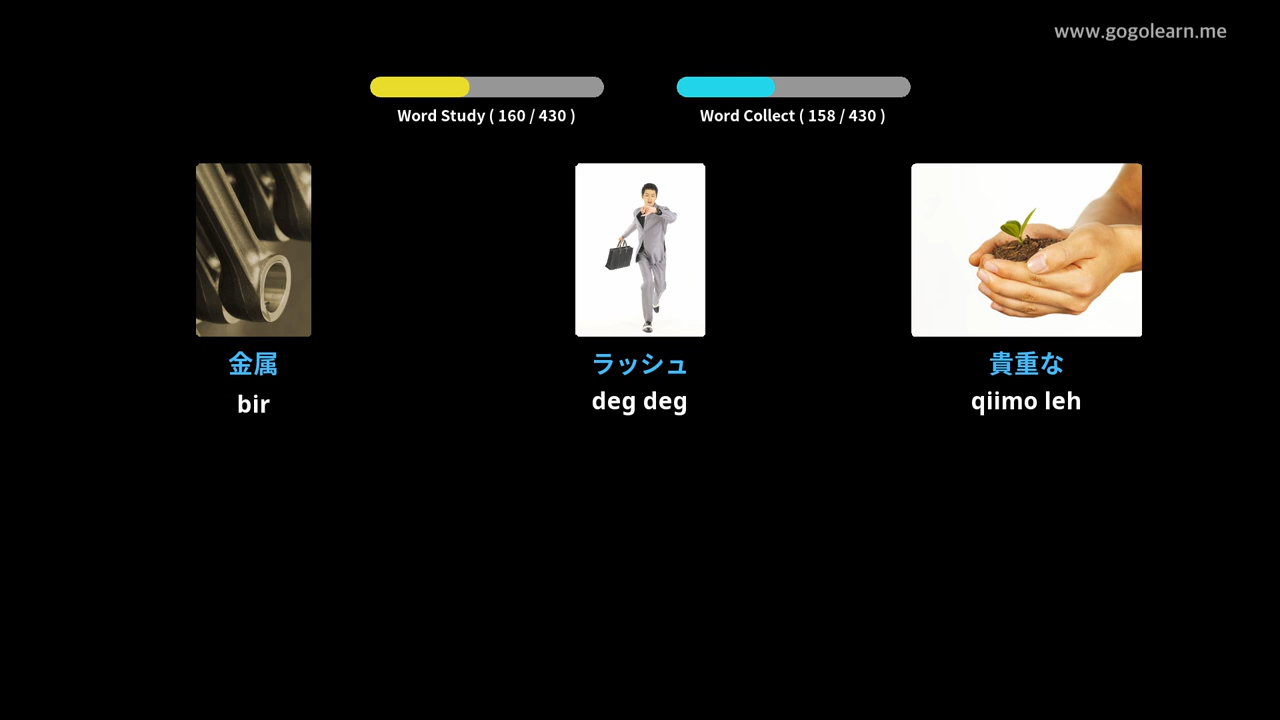 www.gogolearn.me
Word Study ( 160 / 430 )
Word Collect ( 158 / 430 )
金属
bir
ラッシュ
deg deg
貴重な
qiimo leh